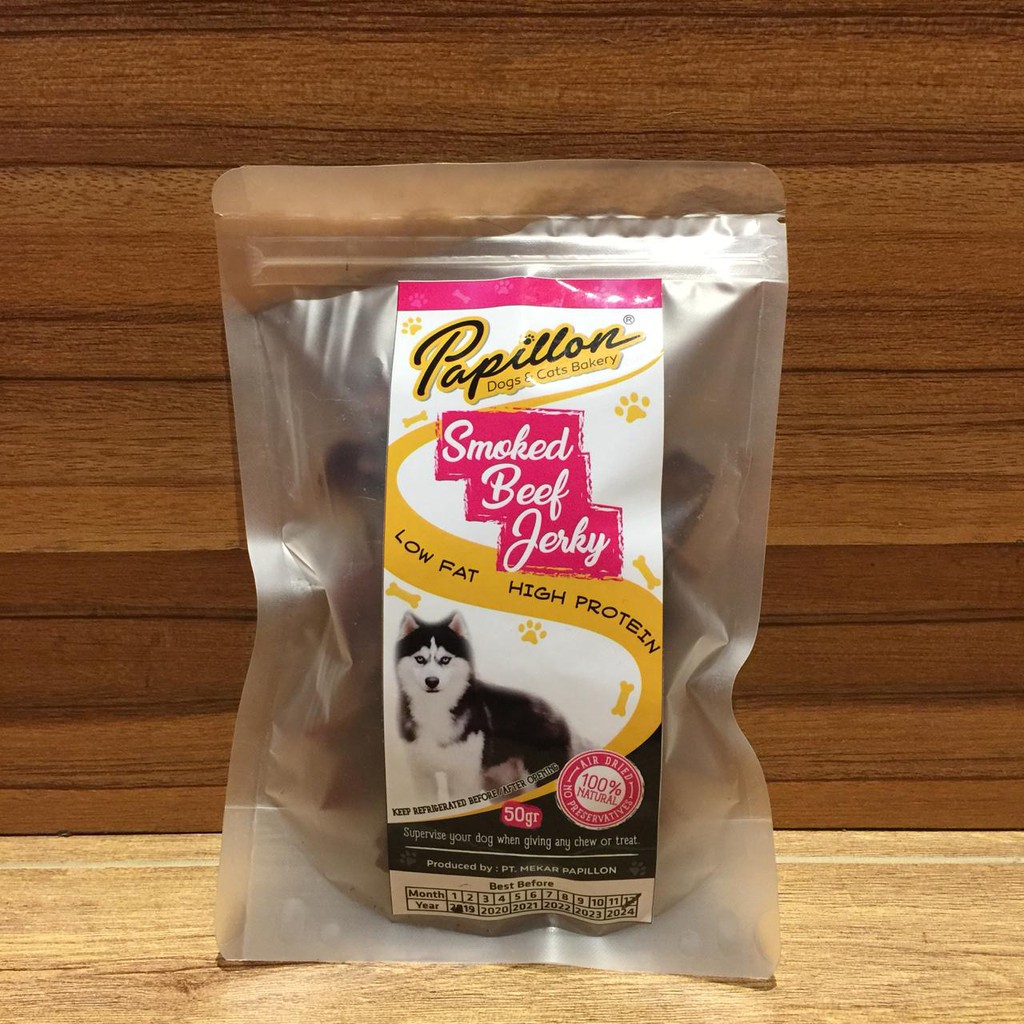 Papillon®
Dogs & Cats Bakery
Smoked
Beef
Jerky
LOW FAT HIGH PROTEIN
KEEP REFRIGERATED BEFORE / AFTER OPENING
AIR DRIED
100%
NATURAL
NO PRESERVATIVES
50gr
Supervise your dog when giving any chew or treat.
Produced by : PT. MEKAR PAPILLON
Best Before
Month 1 2 3 4 5 6 7 8 9 10 11 12
Year 2019 2020 2021 2022 2023 2024